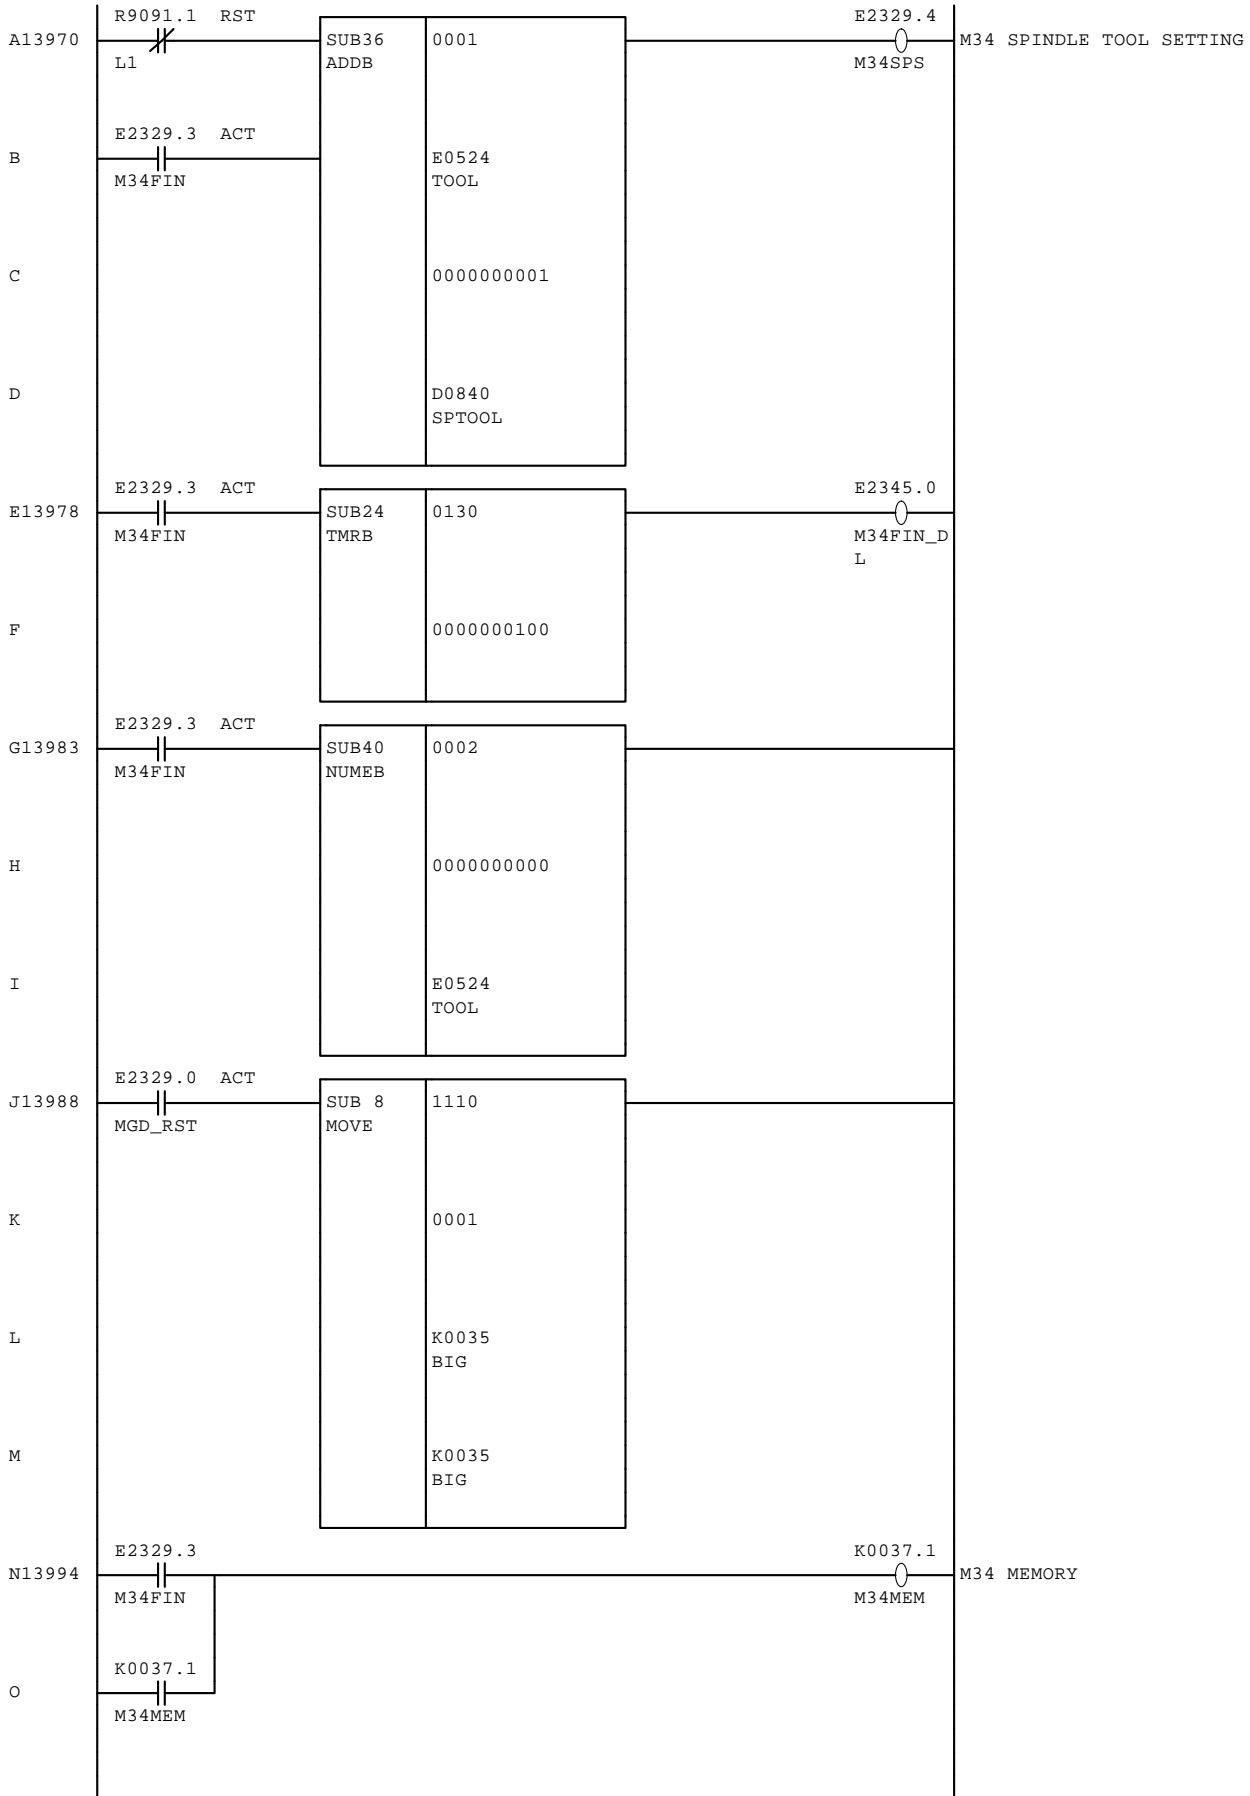 R9091.1 RST E2329.4
A13970 SUB36 0001 M34 SPINDLE TOOL SETTING
L1 ADDB M34SPS
E2329.3 ACT
B E0524
M34FIN TOOL
C 0000000001
D D0840
SPTOOL
E2329.3 ACT E2345.0
E13978 SUB24 0130
M34FIN TMRB M34FIN_D
L
F 0000000100
E2329.3 ACT
G13983 SUB40 0002
M34FIN NUMEB
H 0000000000
I E0524
TOOL
E2329.0 ACT
J13988 SUB 8 1110
MGD_RST MOVE
K 0001
L K0035
BIG
M K0035
BIG
E2329.3 K0037.1
N13994 M34 MEMORY
M34FIN M34MEM
K0037.1
O
M34MEM